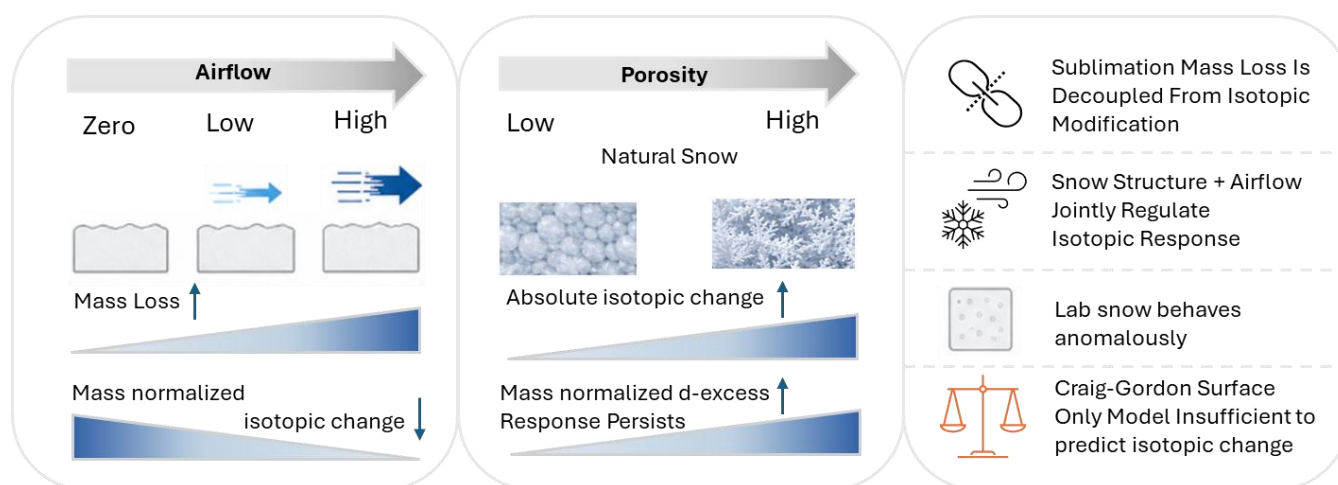 Airflow
Zero
Low
High
Mass Loss
Mass normalized
isotopic change
Porosity
Low
High
Natural Snow
Absolute isotopic change
Mass normalized d-excess
Response Persists
Sublimation Mass Loss Is
Decoupled From Isotopic
Modification
Snow Structure + Airflow
Jointly Regulate
Isotopic Response
Lab snow behaves
anomalously
Craig-Gordon Surface
Only Model Insufficient to
predict isotopic change